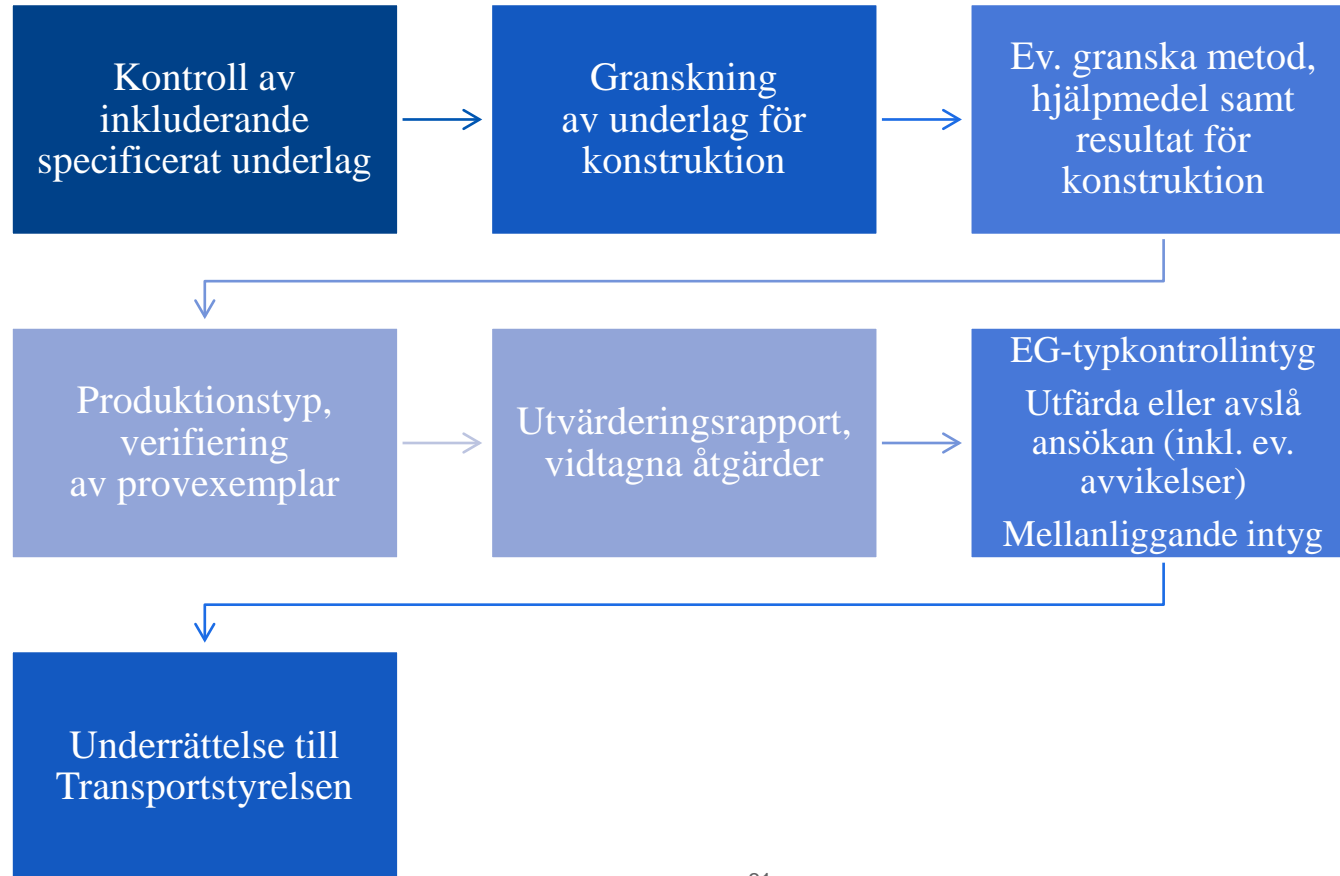 Kontroll av
inkluderande
specificerat underlag
Granskning
av underlag för
konstruktion
Ev. granska metod,
hjälpmedel samt
resultat för
konstruktion
Produktionstyp,
verifiering
av provexemplar
Utvärderingsrapport,
vidtagna åtgärder
EG-typkontrollintyg
Utfärda eller avslå
ansökan (inkl. ev.
avvikelser)
Mellanliggande intyg
Underrättelse till
Transportstyrelsen